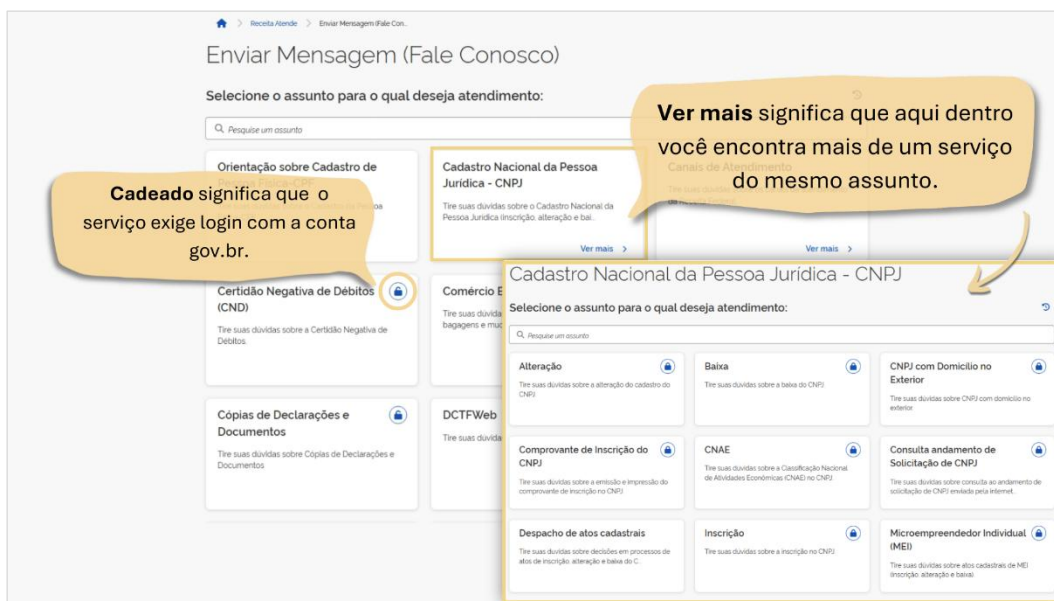 Receita Atende > Enviar Mensagem (Fale Con...
Enviar Mensagem (Fale Conosco)
Selecione o assunto para o qual deseja atendimento:
Pesquise um assunto
Orientação sobre Cadastro de
Cadeado significa que o
serviço exige login com a conta
gov.br.
Cadastro Nacional da Pessoa
Jurídica - CNPJ
Tire suas dúvidas sobre o Cadastro Nacional da
Pessoa Jurídica (inscrição, alteração e bai...
Ver mais >
Canais de Atendimento
Ver mais significa que aqui dentro
você encontra mais de um serviço
do mesmo assunto.
Ver mais >
Certidão Negativa de Débitos
(CND)
Tire suas dúvidas sobre a Certidão Negativa de
Débitos.
Comércio E
Tire suas dúvida
bagagens e mud
Cópias de Declarações e
Documentos
Tire suas dúvidas sobre Cópias de Declarações e
Documentos
DCTFWeb
Tire suas dúvida
Cadastro Nacional da Pessoa Jurídica - CNPJ
Selecione o assunto para o qual deseja atendimento:
Pesquise um assunto
Alteração
Tire suas dúvidas sobre a alteração do cadastro do
CNPJ
Baixa
Tire suas dúvidas sobre a baixa do CNPJ
CNPJ com Domicílio no
Exterior
Tire suas dúvidas sobre CNPJ com domicílio no
exterior
Comprovante de Inscrição do
CNPJ
Tire suas dúvidas sobre a emissão e impressão do
comprovante de inscrição no CNPJ
CNAE
Tire suas dúvidas sobre a Classificação Nacional
de Atividades Econômicas (CNAE) no CNPJ
Consulta andamento de
Solicitação de CNPJ
Tire suas dúvidas sobre consulta ao andamento de
solicitação de CNPJ enviada pela internet.
Despacho de atos cadastrais
Tire suas dúvidas sobre decisões em processos de
atos de inscrição, alteração e baixa do C...
Inscrição
Tire suas dúvidas sobre a inscrição no CNPJ
Microempreendedor Individual
(MEI)
Tire suas dúvidas sobre atos cadastrais de MEI
(inscrição, alteração e baixa)